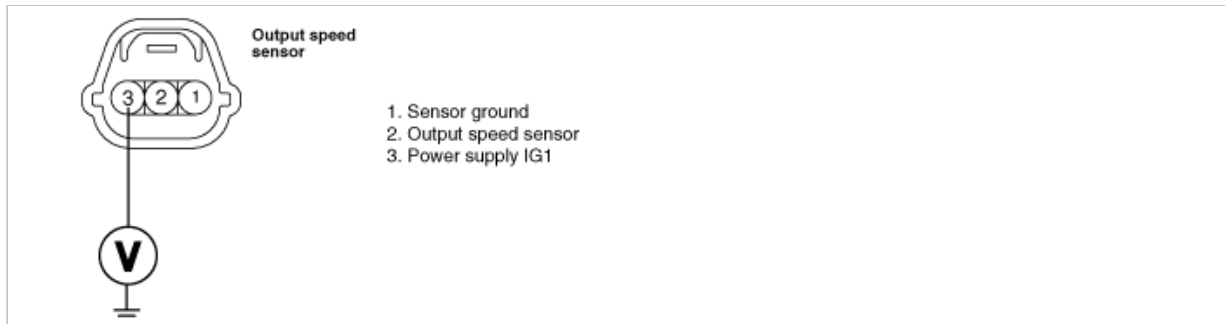 Output speed
sensor
3 2 1
1. Sensor ground
2. Output speed sensor
3. Power supply IG1
V